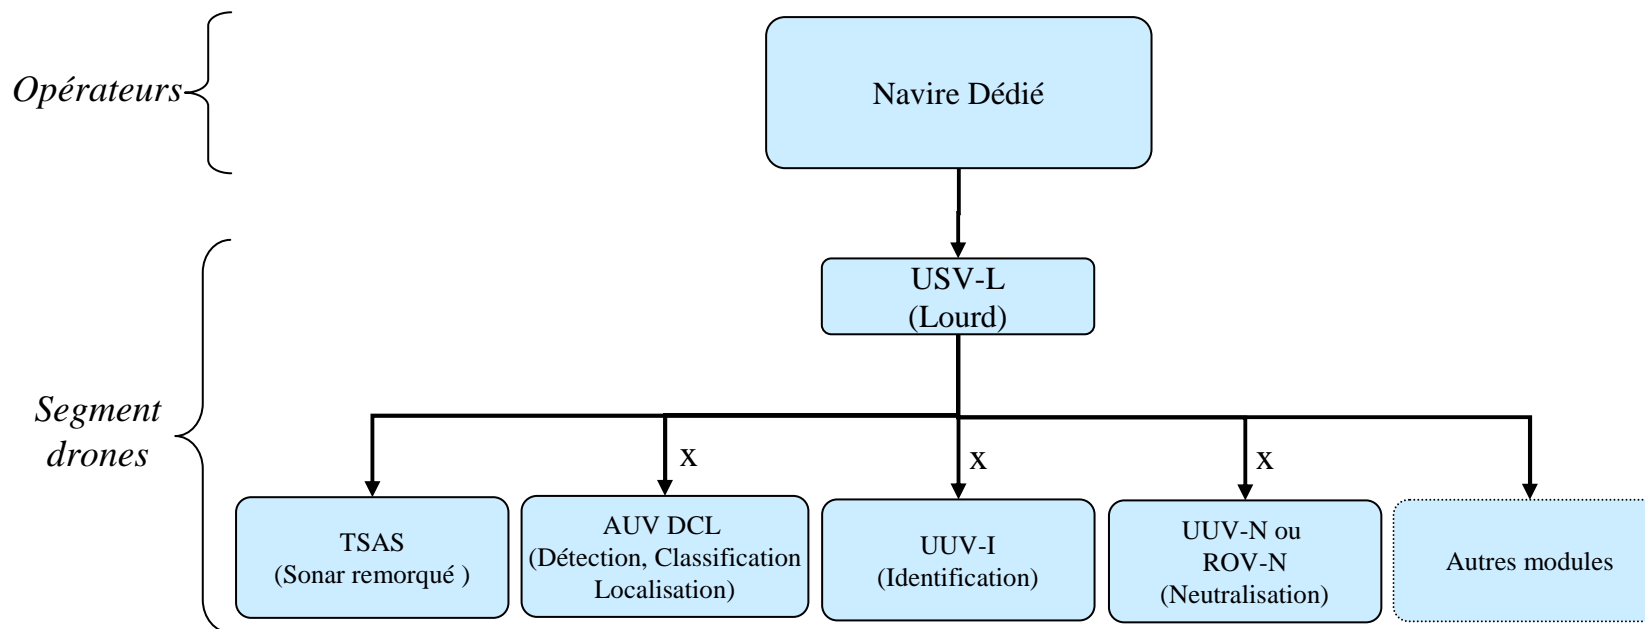 Opérateurs
Navire Dédié
USV-L
(Lourd)
Segment
drones
x
x
x
TSAS
(Sonar remorqué )
AUV DCL
(Détection, Classification
Localisation)
UUV-I
(Identification)
UUV-N ou
ROV-N
(Neutralisation)
Autres modules